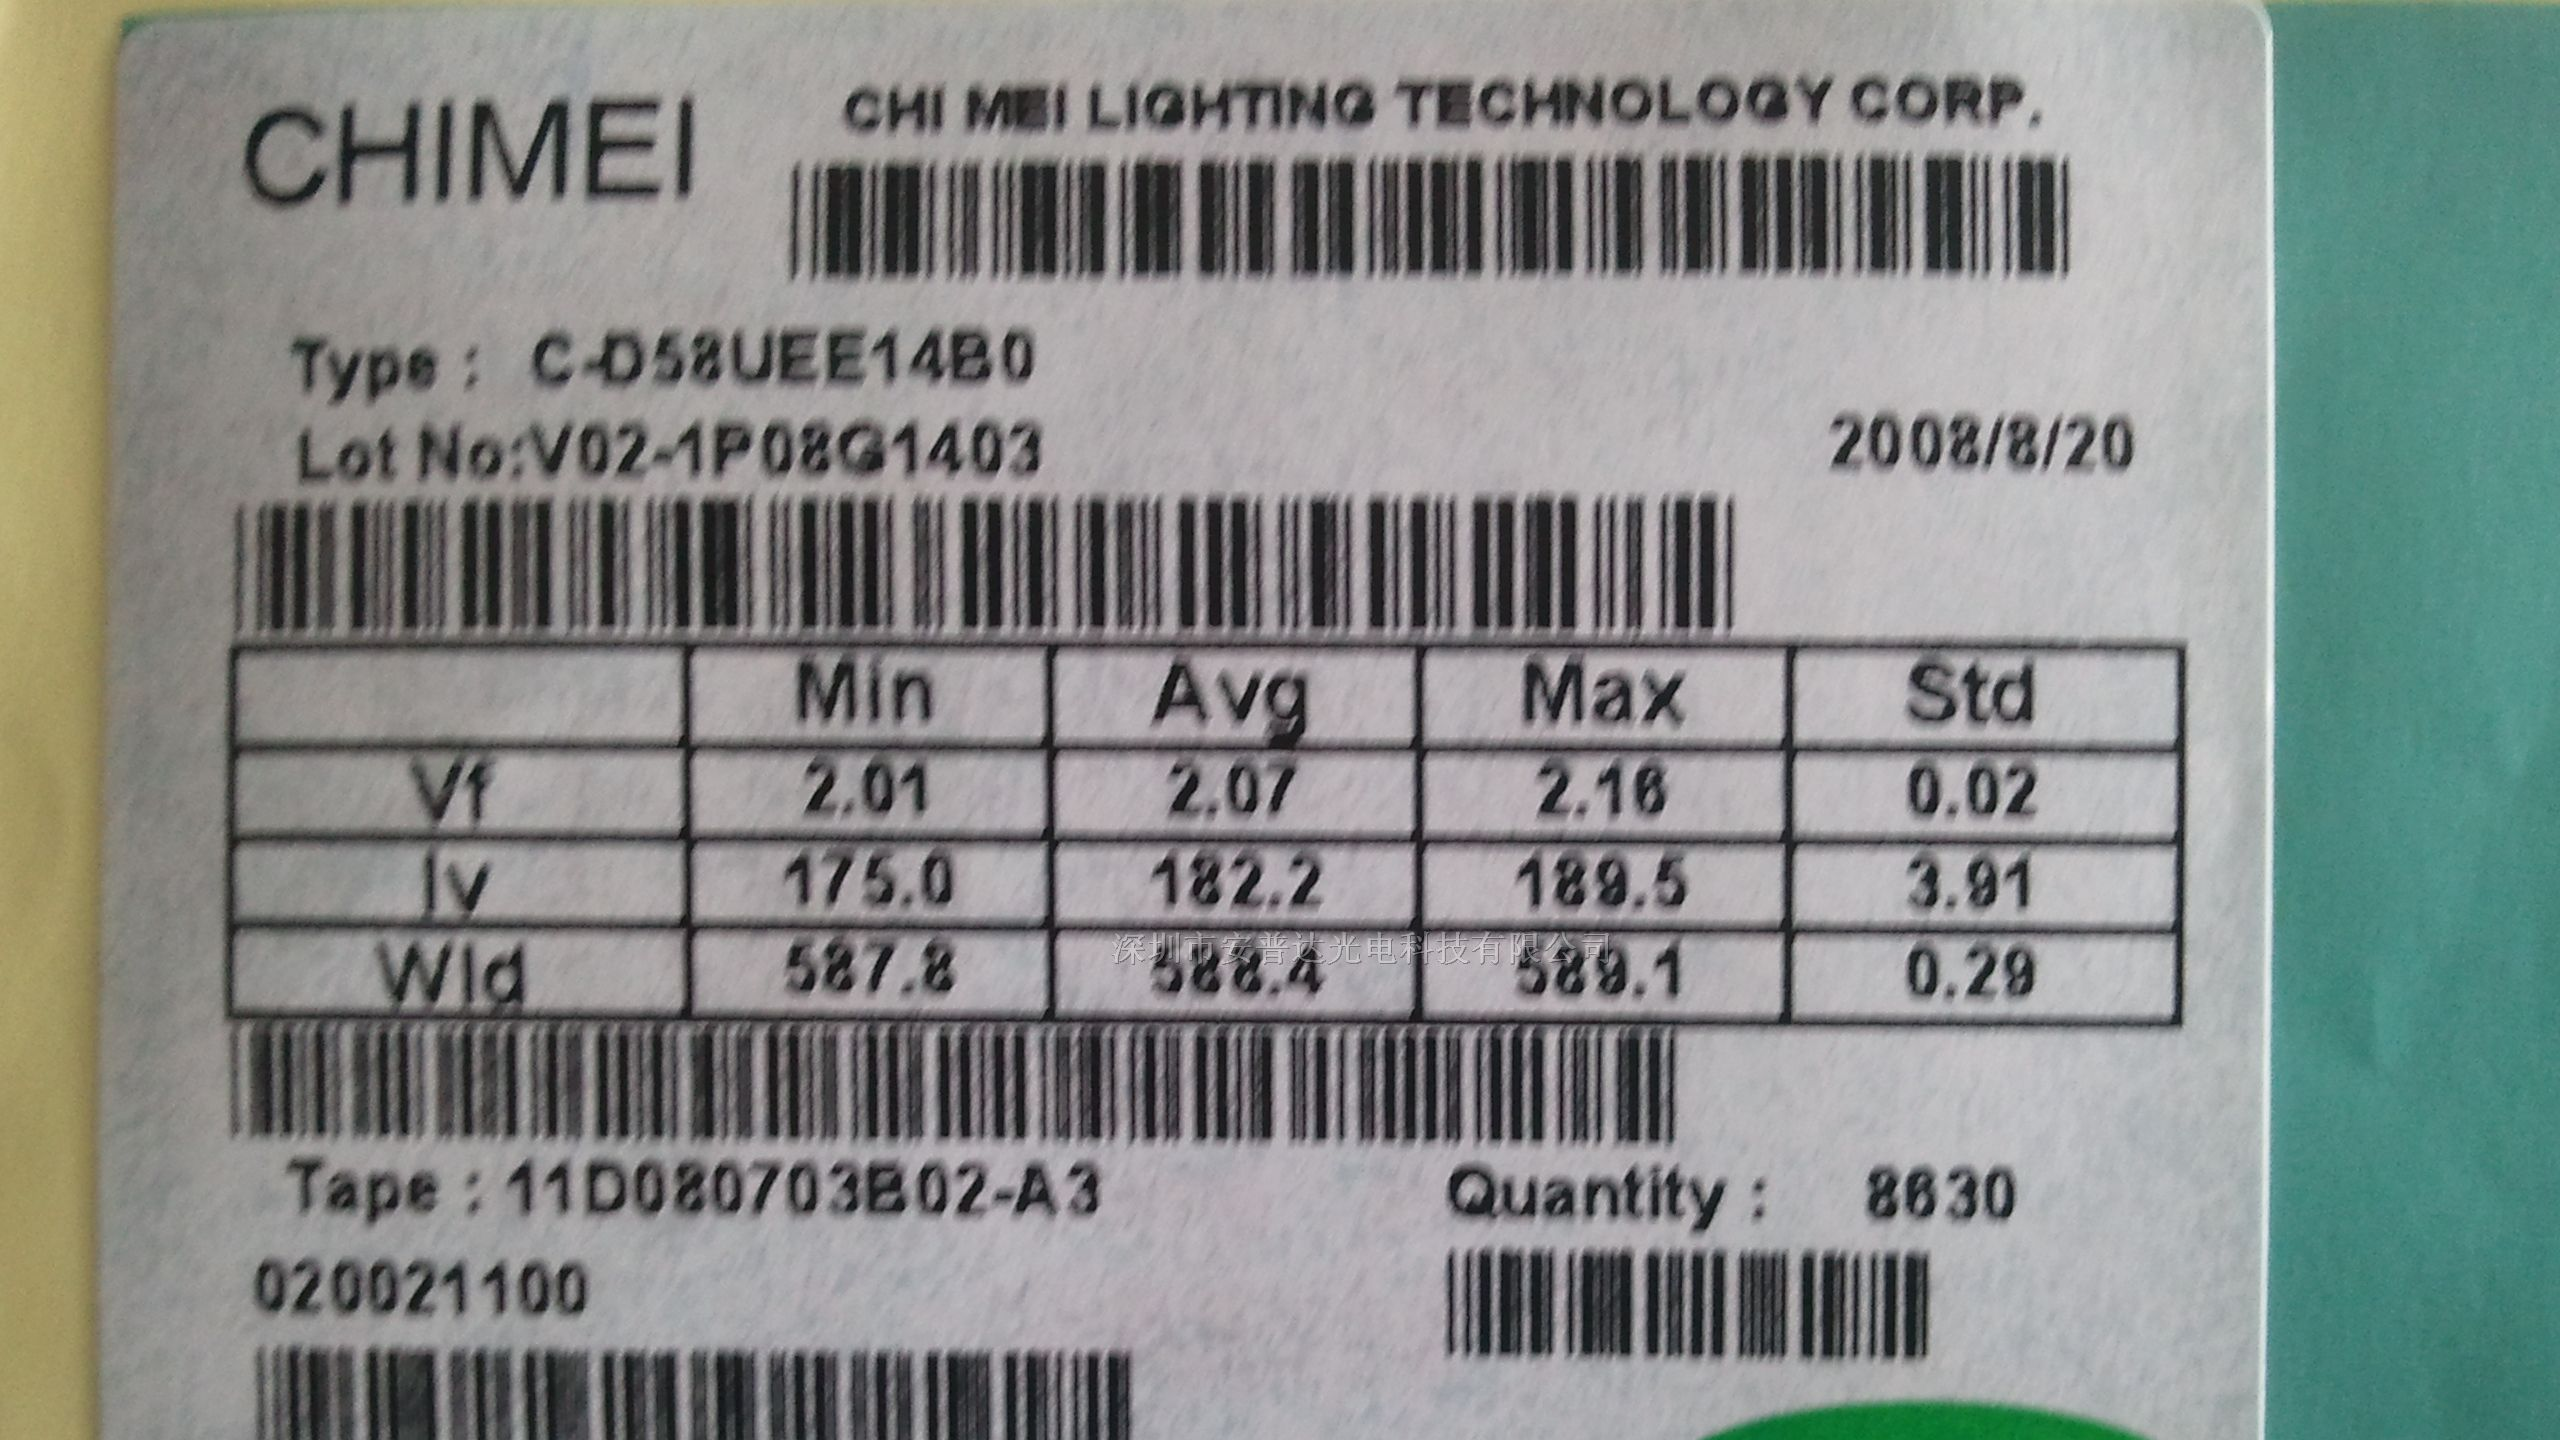 CHIMEI
CHI MEI LIGHTING TECHNOLOGY CORP.
Type : C-D58UEE14B0
Lot No:V02-1P08G1403
2008/8/20
Min Avg Max Std
Vf 2.01 2.07 2.16 0.02
Iv 175.0 182.2 189.5 3.91
Wld 587.8 588.4 589.1 0.29
深圳市安普达光电科技有限公司
Tape : 11D080703B02-A3
Quantity : 8630
020021100